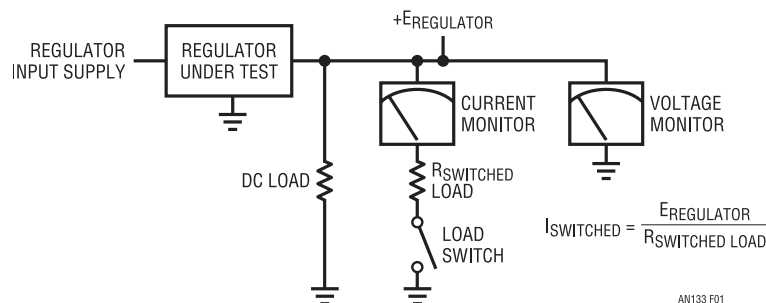 +EREGULATOR
REGULATOR
INPUT SUPPLY
REGULATOR
UNDER TEST
CURRENT
MONITOR
VOLTAGE
MONITOR
DC LOAD
RSWITCHED
LOAD
LOAD
SWITCH
ISWITCHED = EREGULATOR
RSWITCHED LOAD
AN133 F01